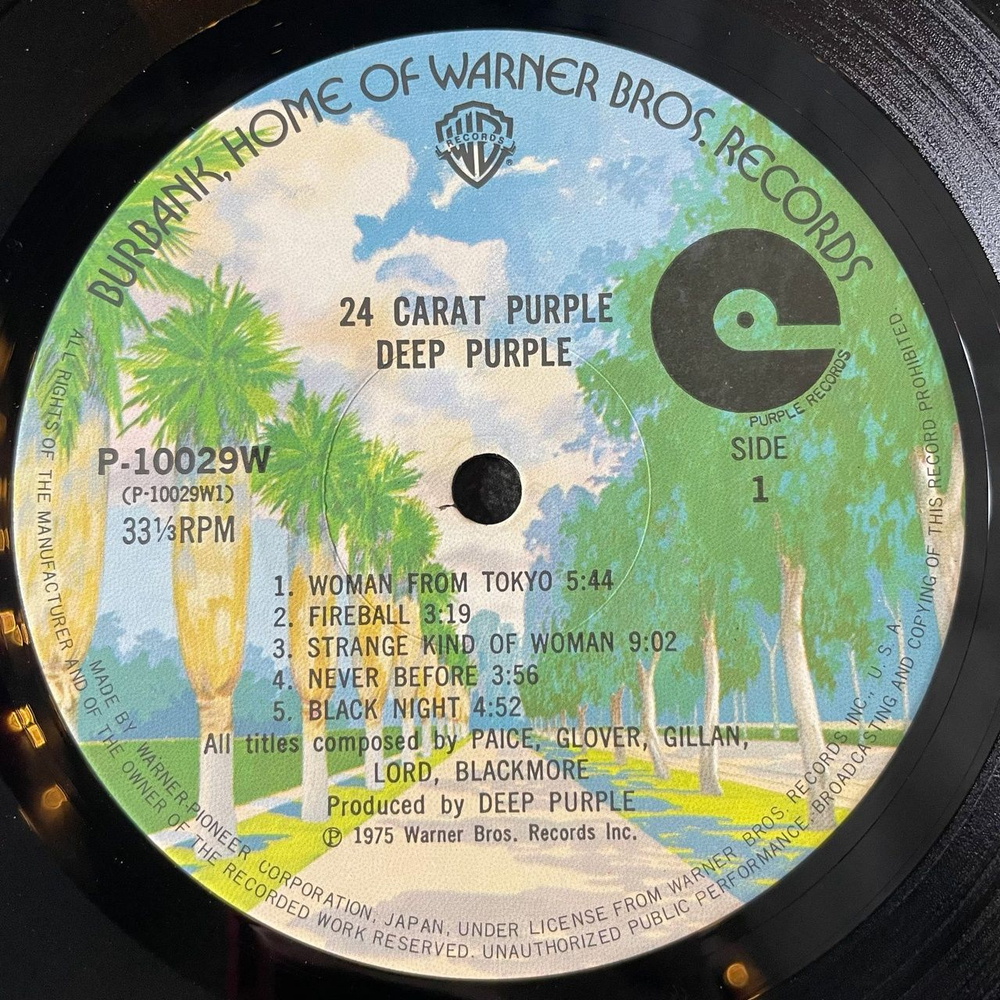 BURBANK, HOME OF WARNER BROS. RECORDS
W
RECORDS
®
24 CARAT PURPLE
DEEP PURPLE
PURPLE RECORDS
SIDE
1
P-10029W
(P-10029W1)
33⅓RPM
1. WOMAN FROM TOKYO 5:44
2. FIREBALL 3:19
3. STRANGE KIND OF WOMAN 9:02
4. NEVER BEFORE 3:56
5. BLACK NIGHT 4:52
All titles composed by PAICE, GLOVER, GILLAN,
LORD, BLACKMORE
Produced by DEEP PURPLE
℗ 1975 Warner Bros. Records Inc.
MADE BY WARNER-PIONEER CORPORATION, JAPAN, UNDER LICENSE FROM WARNER BROS. RECORDS INC., U. S. A.
ALL RIGHTS OF THE MANUFACTURER AND OF THE OWNER OF THE RECORDED WORK RESERVED. UNAUTHORIZED PUBLIC PERFORMANCE. BROADCASTING AND COPYING OF THIS RECORD PROHIBITED